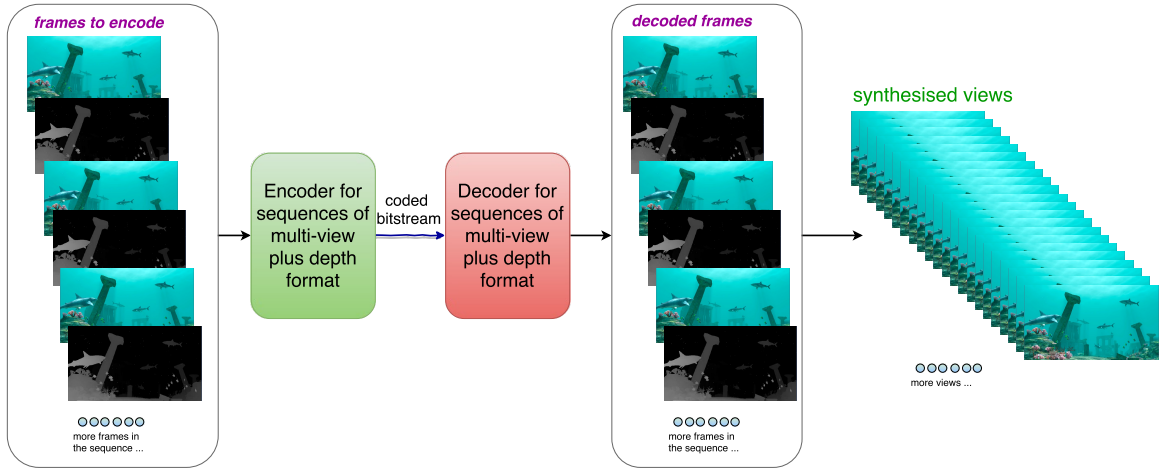 frames to encode
more frames in
the sequence ...
Encoder for
sequences of
multi-view
plus depth
format
coded
bitstream
Decoder for
sequences of
multi-view
plus depth
format
decoded frames
more frames in
the sequence ...
synthesised views
more views ...